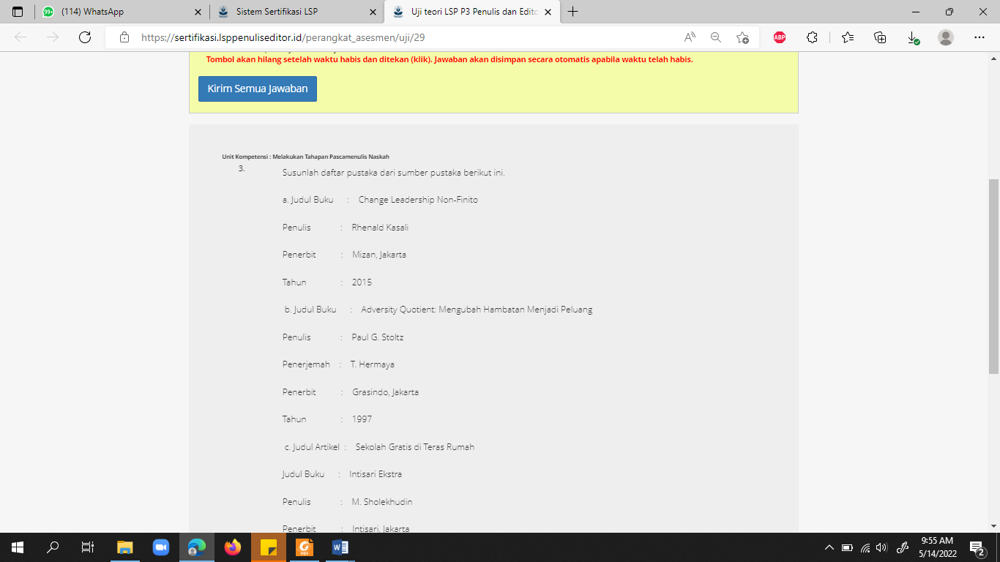 99+ (114) WhatsApp
Sistem Sertifikasi LSP
Uji teori LSP P3 Penulis dan Edito
https://sertifikasi.lsppenuliseditor.id/perangkat_asesmen/uji/29
ABP
Tombol akan hilang setelah waktu habis dan ditekan (klik). Jawaban akan disimpan secara otomatis apabila waktu telah habis.
Kirim Semua Jawaban
Unit Kompetensi : Melakukan Tahapan Pascamenulis Naskah
3. Susunlah daftar pustaka dari sumber pustaka berikut ini.
a. Judul Buku : Change Leadership Non-Finito
Penulis : Rhenald Kasali
Penerbit : Mizan, Jakarta
Tahun : 2015
b. Judul Buku : Adversity Quotient: Mengubah Hambatan Menjadi Peluang
Penulis : Paul G. Stoltz
Penerjemah : T. Hermaya
Penerbit : Grasindo, Jakarta
Tahun : 1997
c. Judul Artikel : Sekolah Gratis di Teras Rumah
Judul Buku : Intisari Ekstra
Penulis : M. Sholekhudin
Penerbit : Intisari, Jakarta
9:55 AM
5/14/2022
2